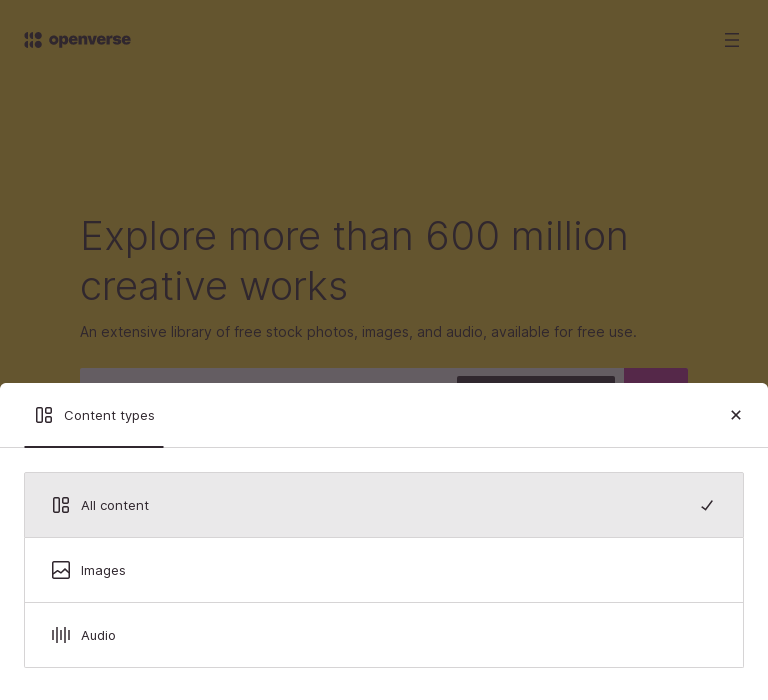 openverse
Explore more than 600 million
creative works
An extensive library of free stock photos, images, and audio, available for free use.
Content types
All content
Images
Audio